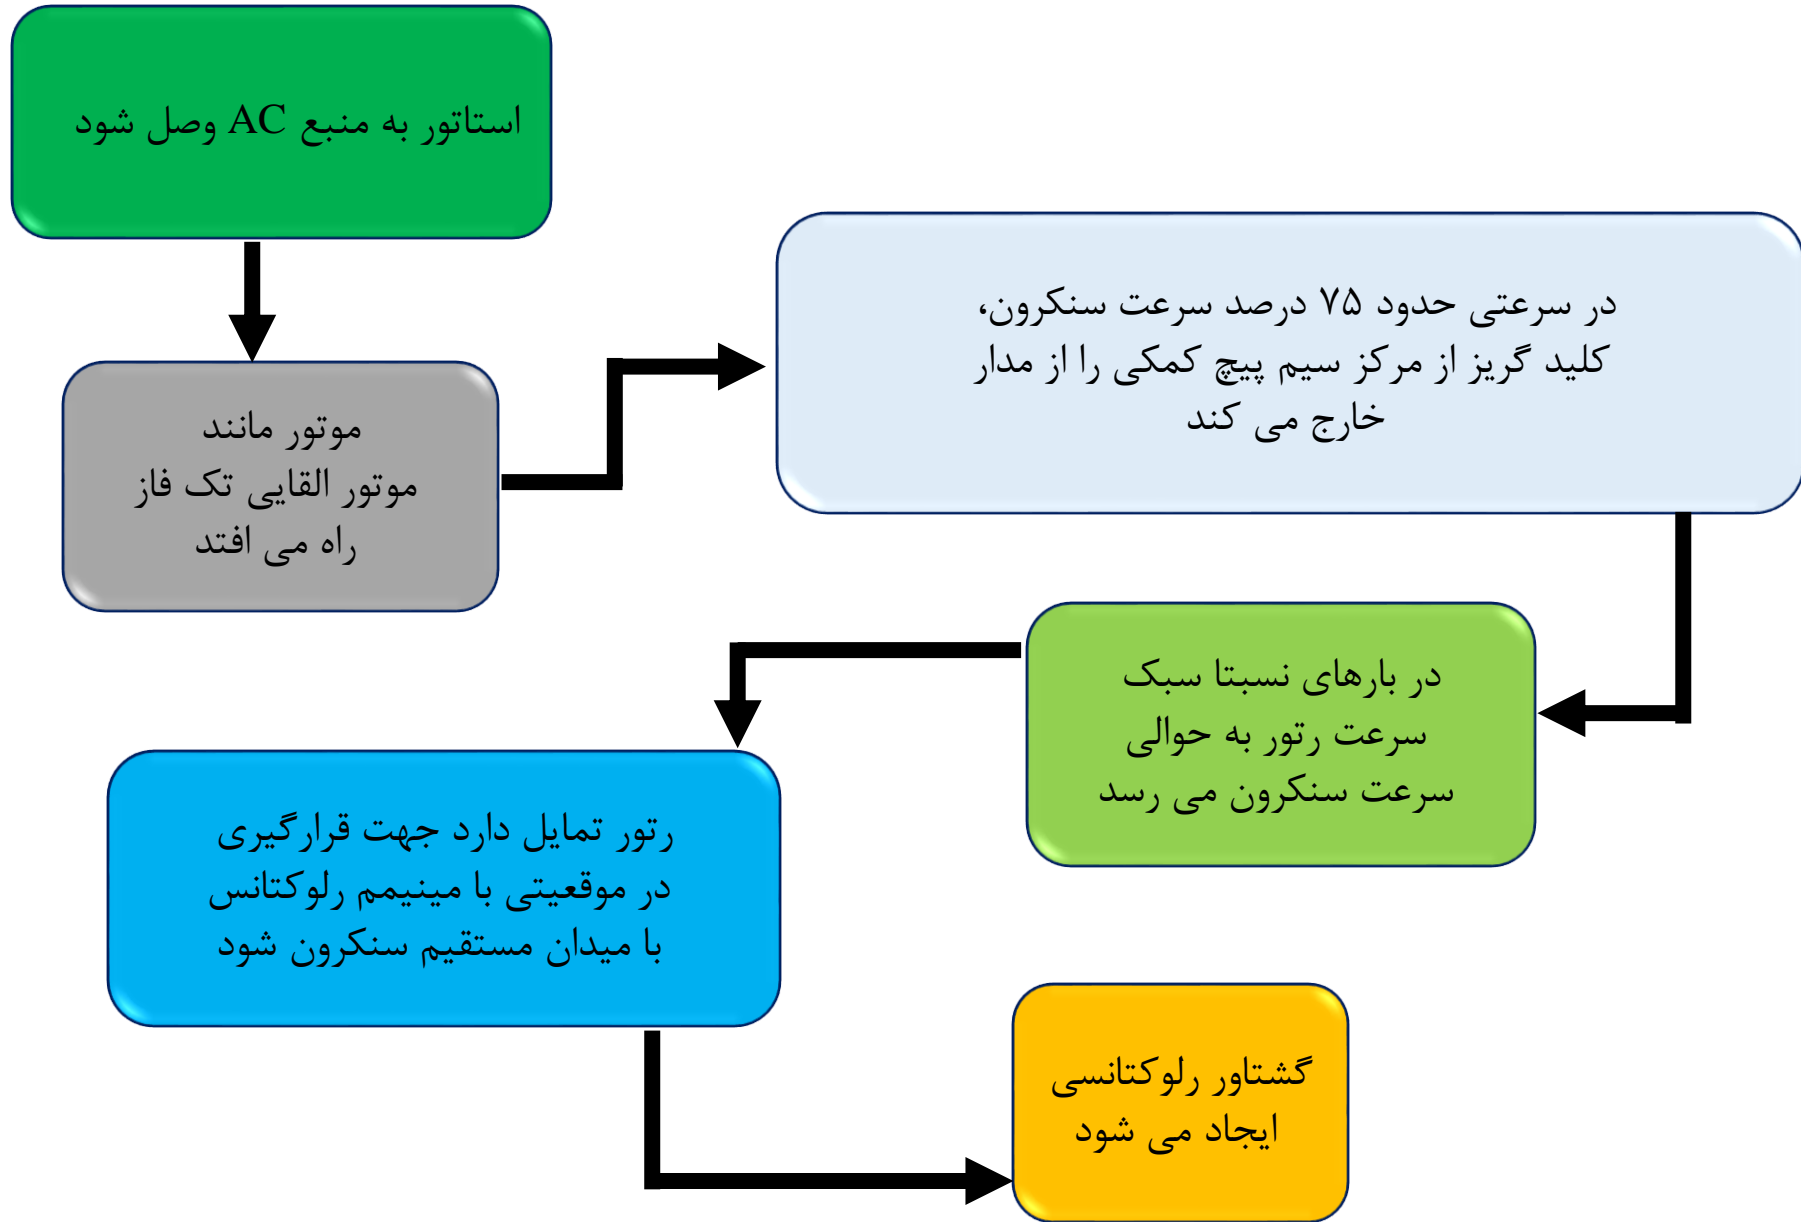 استاتور به منبع AC وصل شود
موتور مانند
موتور القایی تک فاز
راه می افتد
در سرعتی حدود ۷۵ درصد سرعت سنکرون،
کلید گریز از مرکز سیم پیچ کمکی را از مدار
خارج می کند
در بارهای نسبتا سبک
سرعت رتور به حوالی
سرعت سنکرون می رسد
رتور تمایل دارد جهت قرارگیری
در موقعیتی با مینیمم رلوکتانس
با میدان مستقیم سنکرون شود
گشتاور رلوکتانسی
ایجاد می شود